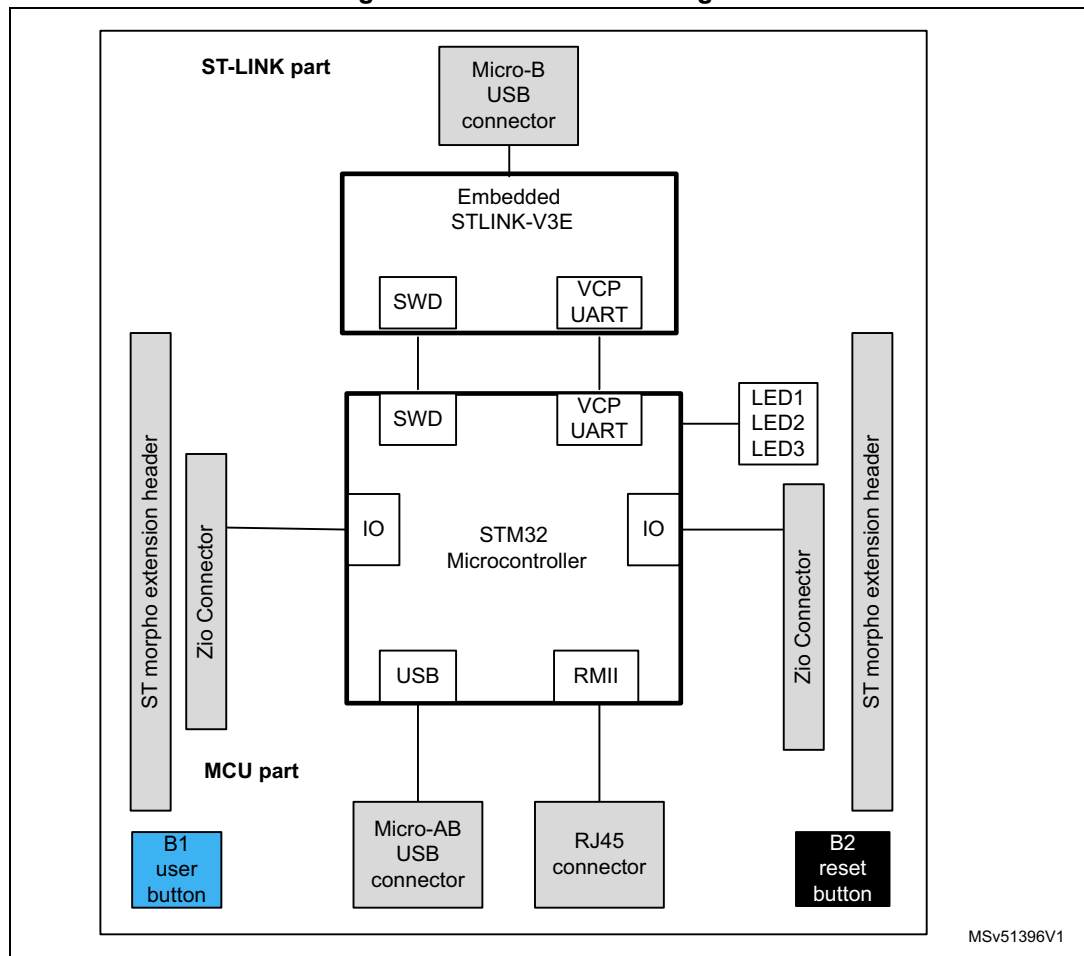 ST-LINK part
Micro-B
USB
connector
Embedded
STLINK-V3E
SWD
VCP
UART
SWD
VCP
UART
LED1
LED2
LED3
ST morpho extension header
Zio Connector
IO
STM32
Microcontroller
IO
Zio Connector
ST morpho extension header
USB
RMII
MCU part
Micro-AB
USB
connector
RJ45
connector
B1
user
button
B2
reset
button
MSv51396V1